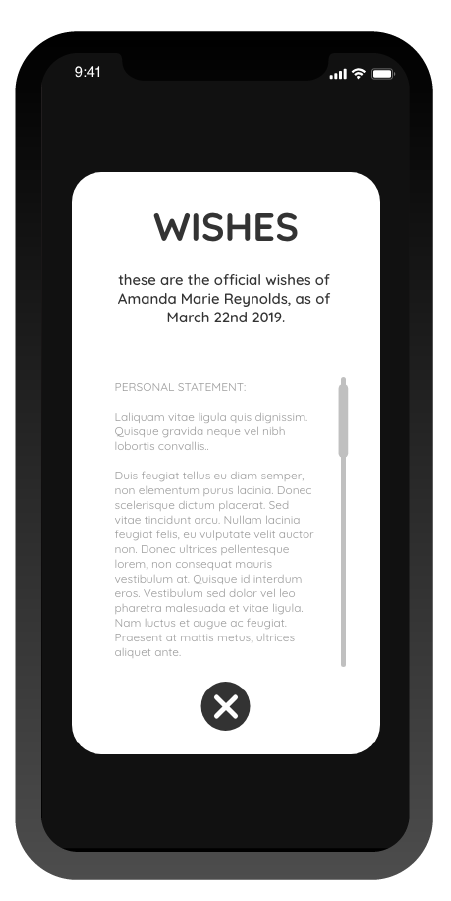 9:41
WISHES
these are the official wishes of
Amanda Marie Reynolds, as of
March 22nd 2019.
PERSONAL STATEMENT:
Laliquam vitae ligula quis dignissim.
Quisque gravida neque vel nibh
lobortis convallis..
Duis feugiat tellus eu diam semper,
non elementum purus lacinia. Donec
scelerisque dictum placerat. Sed
vitae tincidunt arcu. Nullam lacinia
feugiat felis, eu vulputate velit auctor
non. Donec ultrices pellentesque
lorem, non consequat mauris
vestibulum at. Quisque id interdum
eros. Vestibulum sed dolor vel leo
pharetra malesuada et vitae ligula.
Nam luctus et augue ac feugiat.
Praesent at mattis metus, ultrices
aliquet ante.